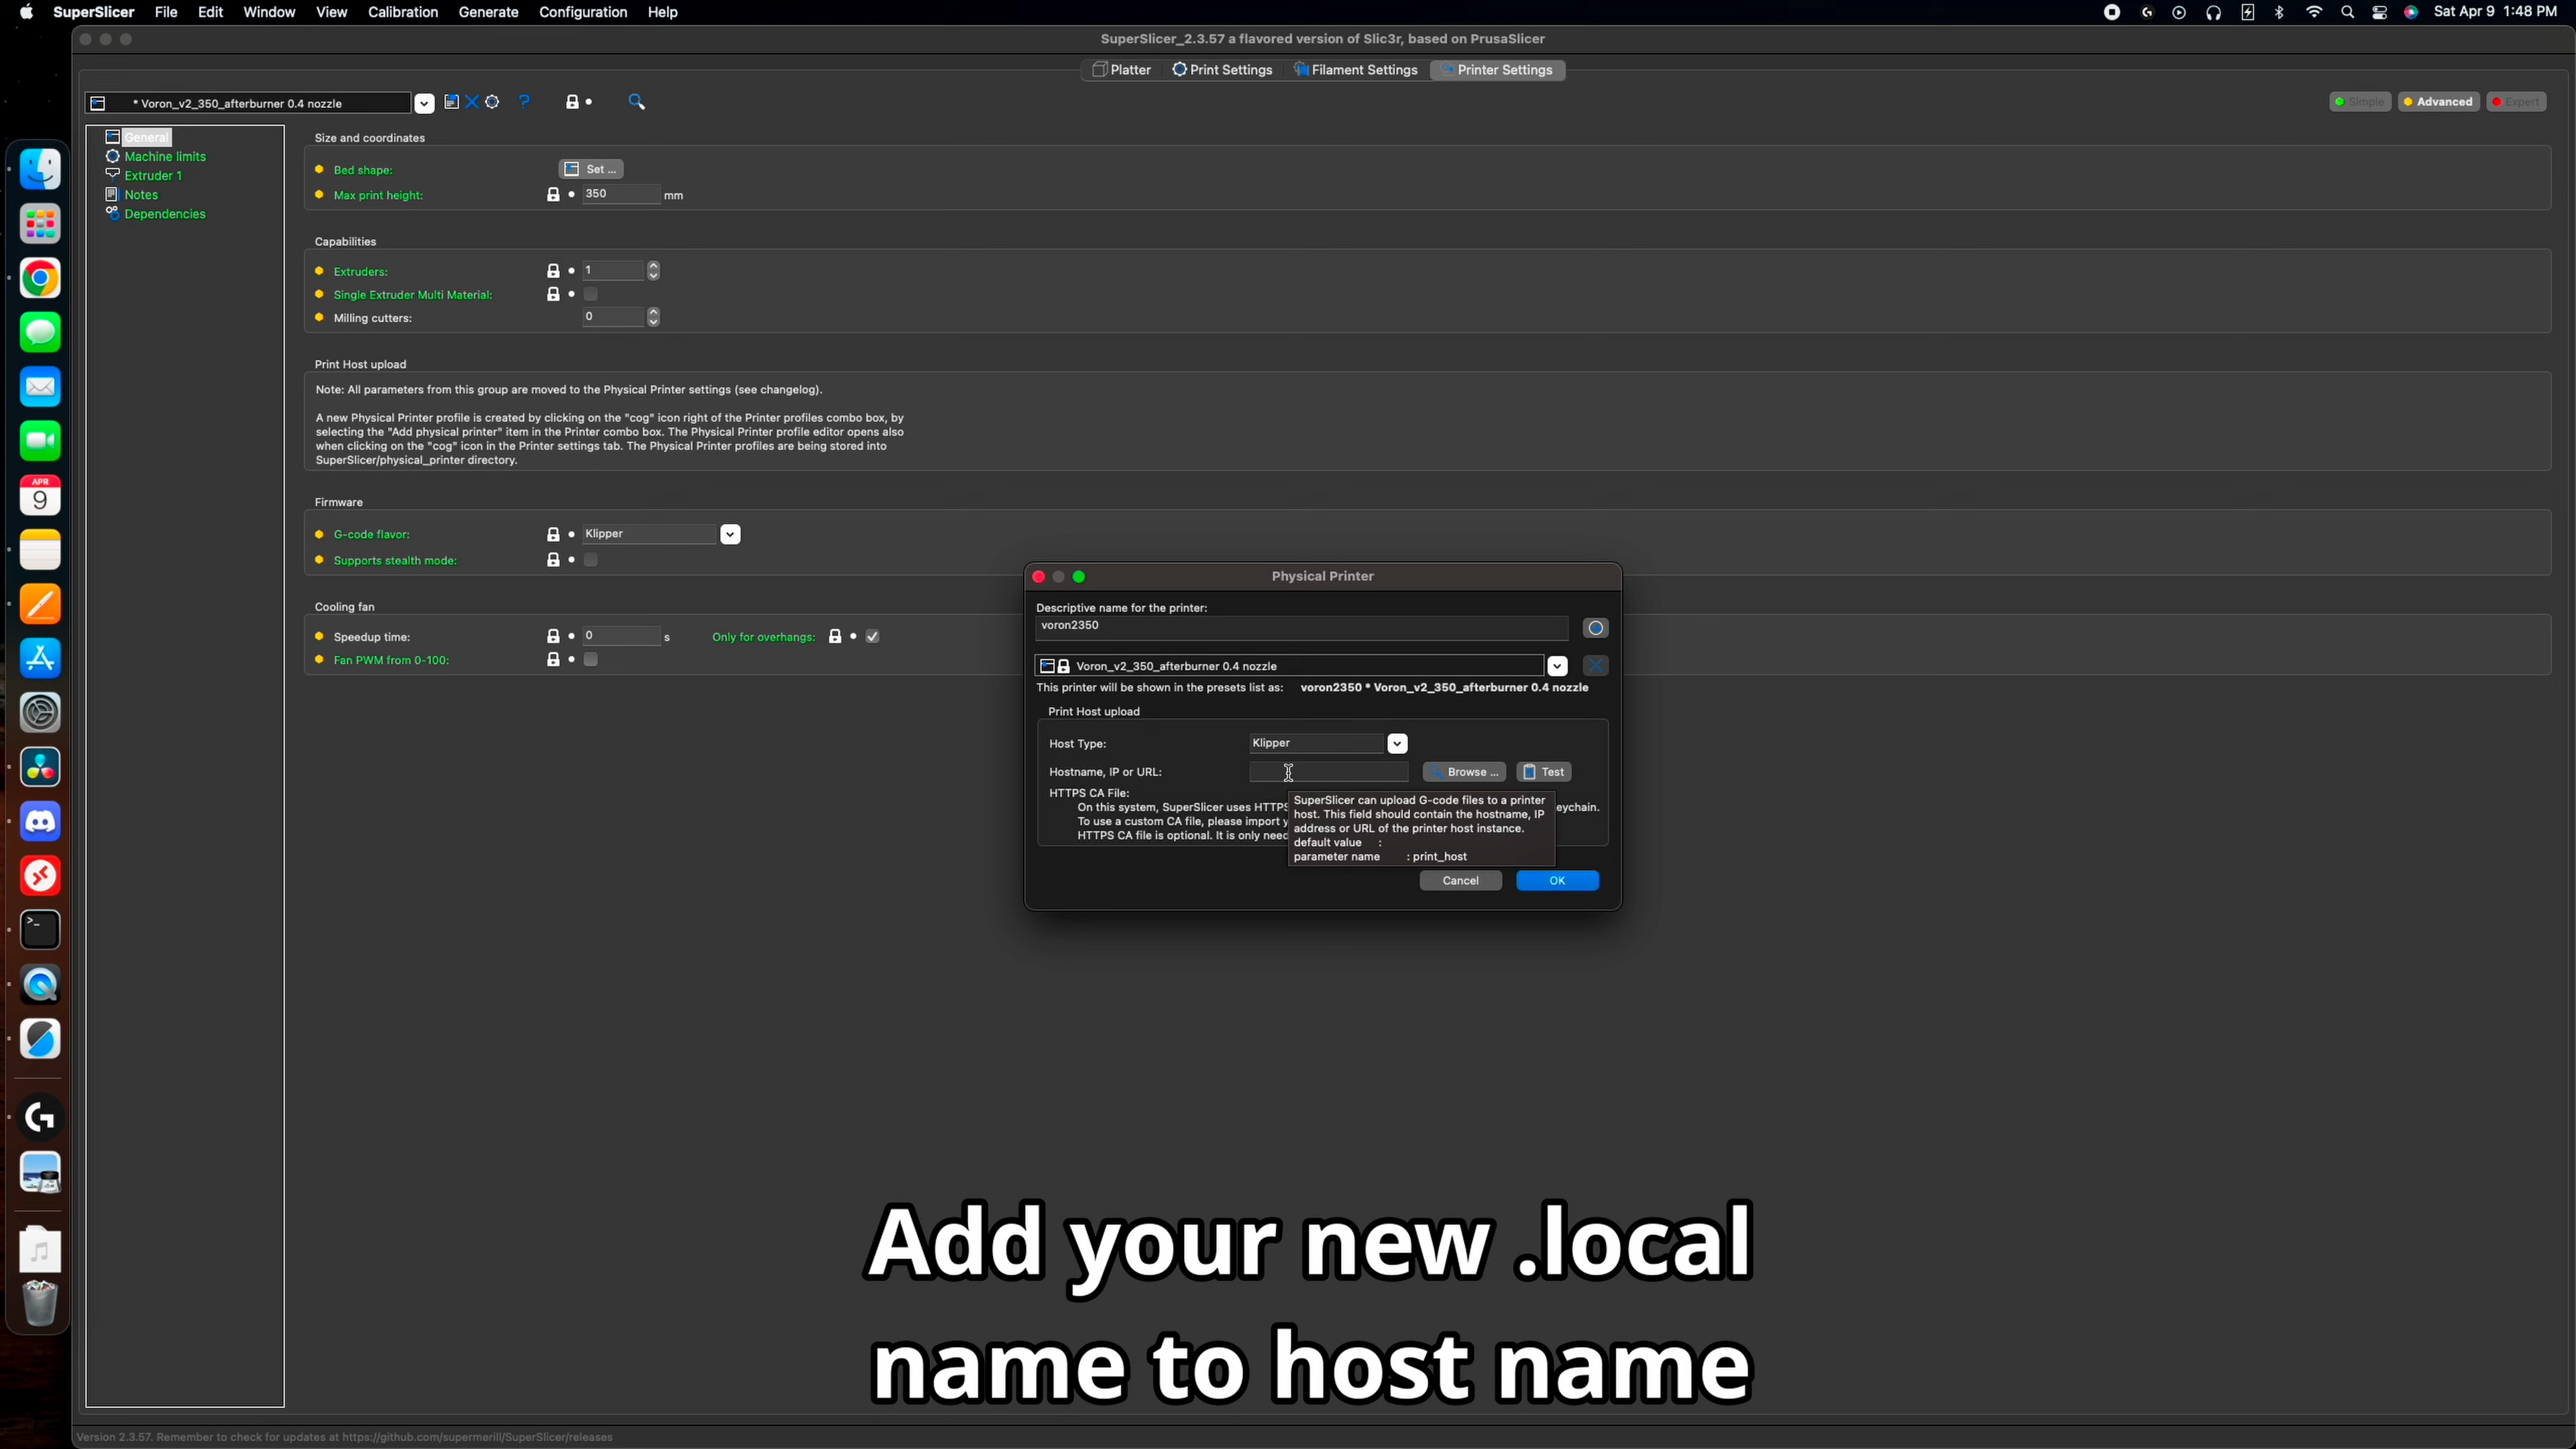 SuperSlicer File Edit Window View Calibration Generate Configuration Help
Sat Apr 9 1:48 PM
SuperSlicer_2.3.57 a flavored version of Slic3r, based on PrusaSlicer
Platter Print Settings Filament Settings Printer Settings
* Voron_v2_350_afterburner 0.4 nozzle
?
Simple Advanced Expert
General
Machine limits
Extruder 1
Notes
Dependencies
Size and coordinates
Bed shape: Set ...
Max print height: 350 mm
Capabilities
Extruders: 1
Single Extruder Multi Material:
Milling cutters: 0
Print Host upload
Note: All parameters from this group are moved to the Physical Printer settings (see changelog).
A new Physical Printer profile is created by clicking on the "cog" icon right of the Printer profiles combo box, by
selecting the "Add physical printer" item in the Printer combo box. The Physical Printer profile editor opens also
when clicking on the "cog" icon in the Printer settings tab. The Physical Printer profiles are being stored into
SuperSlicer/physical_printer directory.
Firmware
G-code flavor: Klipper
Supports stealth mode:
Cooling fan
Speedup time: 0 s Only for overhangs:
Fan PWM from 0-100:
APR
9
Physical Printer
Descriptive name for the printer:
voron2350
Voron_v2_350_afterburner 0.4 nozzle
This printer will be shown in the presets list as: voron2350 * Voron_v2_350_afterburner 0.4 nozzle
Print Host upload
Host Type: Klipper
Hostname, IP or URL: Browse ... Test
HTTPS CA File:
On this system, SuperSlicer uses HTTPS eychain.
To use a custom CA file, please import y
HTTPS CA file is optional. It is only need
SuperSlicer can upload G-code files to a printer
host. This field should contain the hostname, IP
address or URL of the printer host instance.
default value :
parameter name : print_host
Cancel OK
Add your new .local
name to host name
Version 2.3.57. Remember to check for updates at https://github.com/supermerill/SuperSlicer/releases